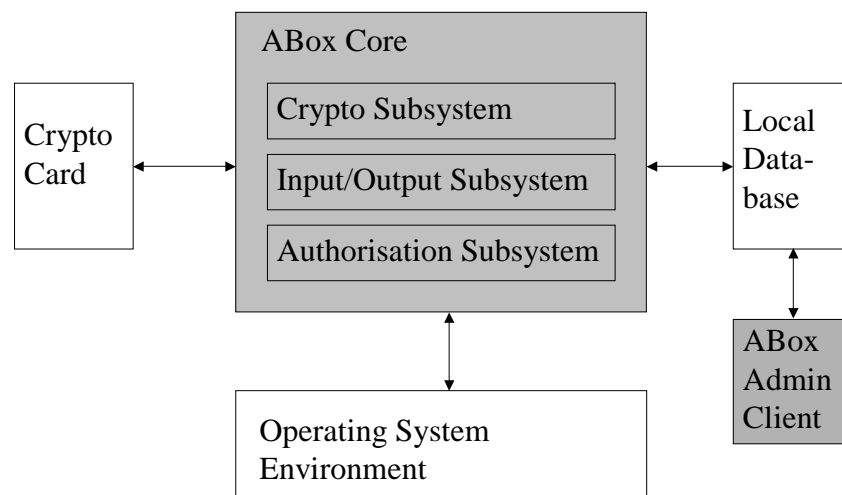 ABox Core
Crypto Subsystem
Input/Output Subsystem
Authorisation Subsystem
Crypto
Card
Local
Data-
base
ABox
Admin
Client
Operating System
Environment